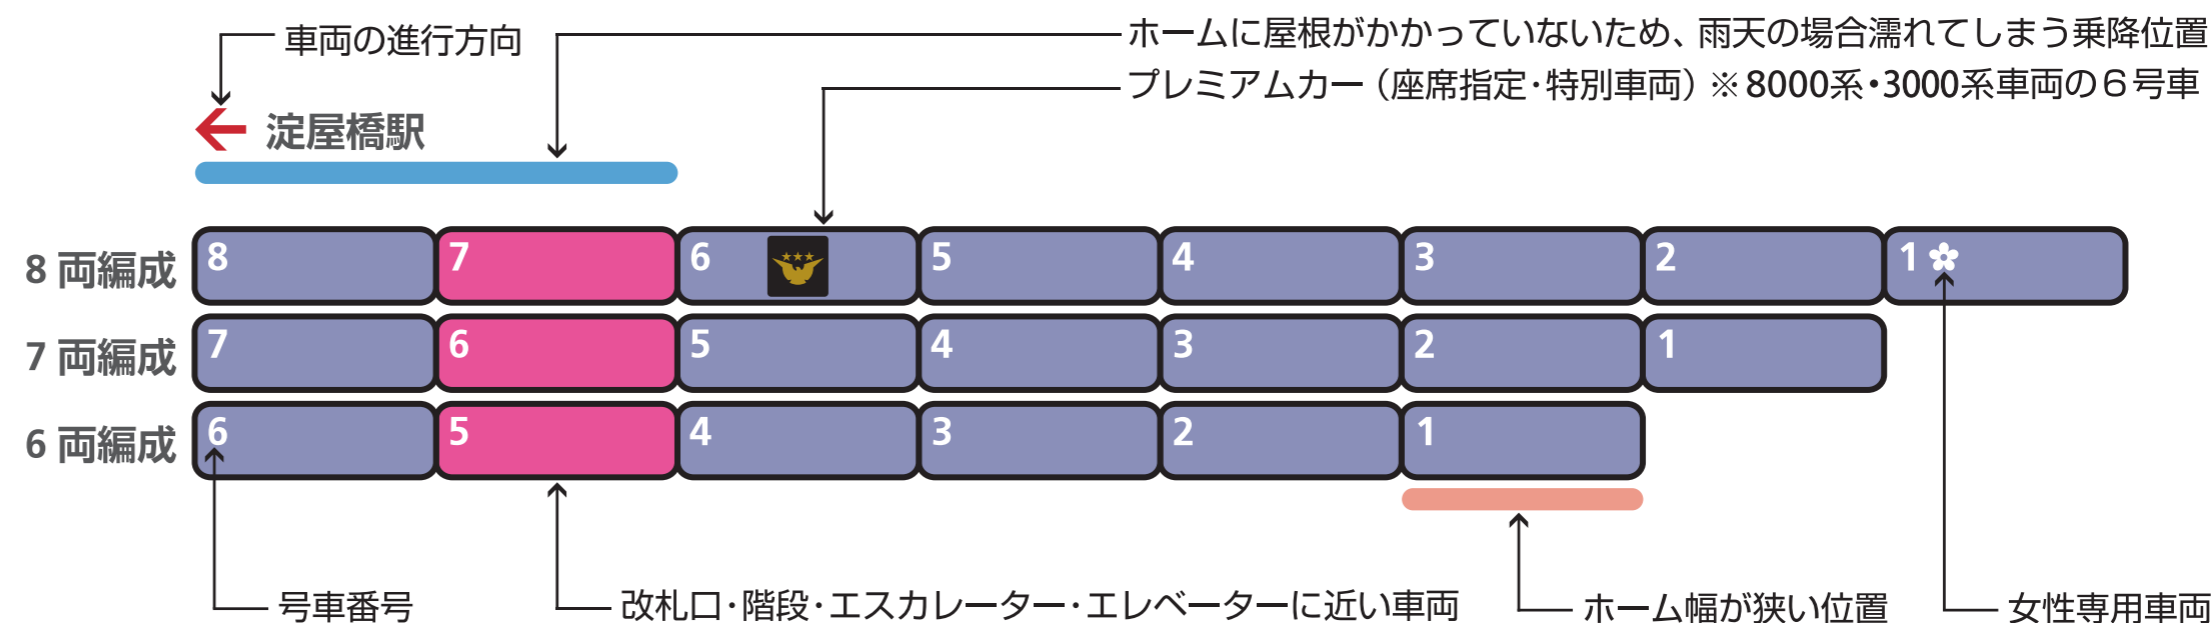 車両の進行方向
ホームに屋根がかかっていないため、雨天の場合濡れてしまう乗降位置
プレミアムカー（座席指定・特別車両）※8000系・3000系車両の６号車
淀屋橋駅
8 両編成 8 7 6 5 4 3 2 1
7 両編成 7 6 5 4 3 2 1
6 両編成 6 5 4 3 2 1
号車番号
改札口・階段・エスカレーター・エレベーターに近い車両
ホーム幅が狭い位置
女性専用車両